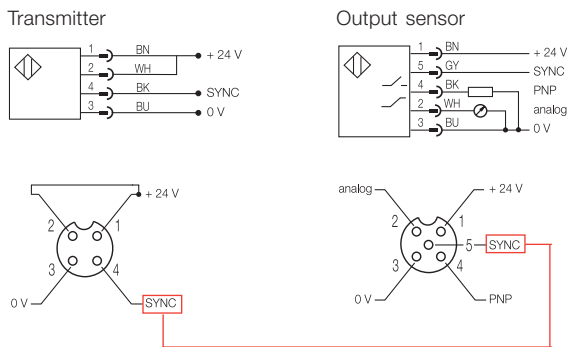 Transmitter
1 BN + 24 V
2 WH
4 BK SYNC
3 BU 0 V
Output sensor
1 BN + 24 V
5 GY SYNC
4 BK PNP
2 WH analog
3 BU 0 V
+ 24 V
2 1
3 4
0 V SYNC
analog + 24 V
2 1
5 SYNC
3 4
0 V PNP